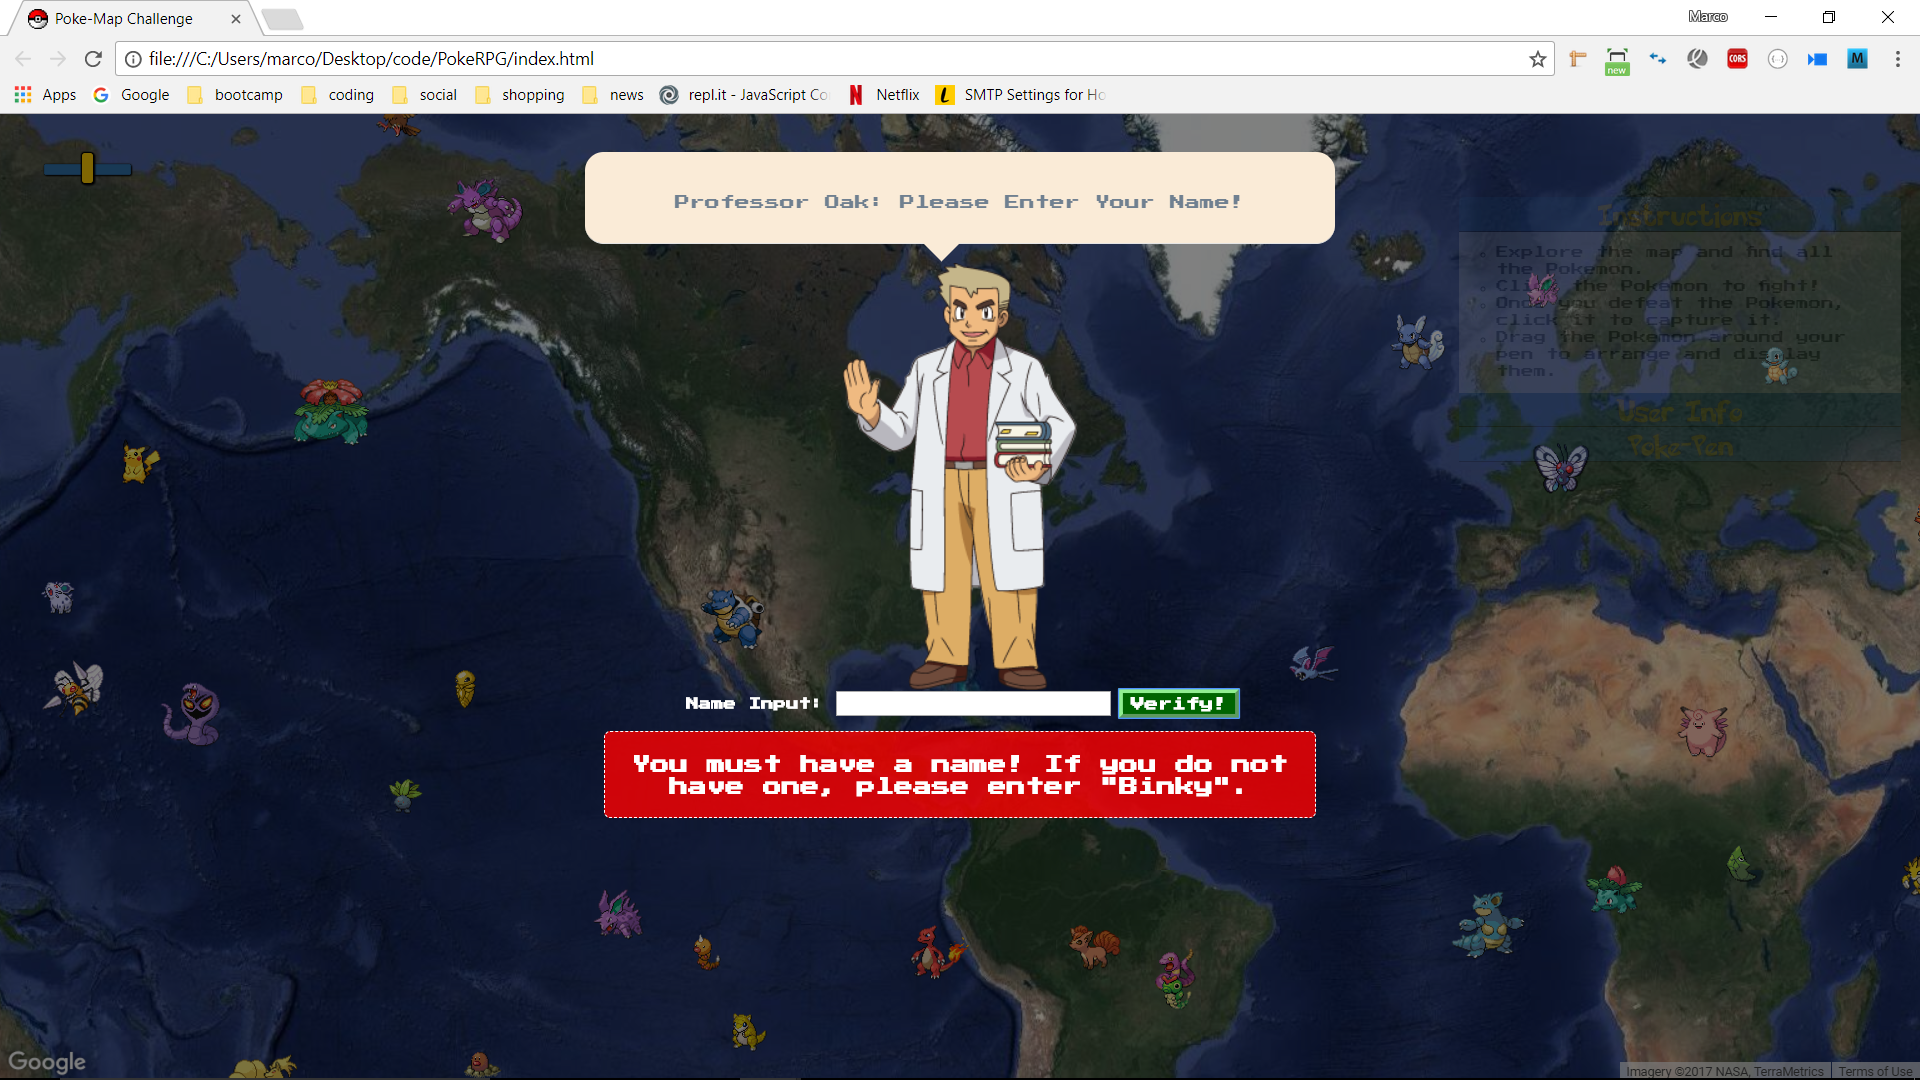 Poke-Map Challenge
Marco
file:///C:/Users/marco/Desktop/code/PokeRPG/index.html
new
CORS
M
Apps
Google
bootcamp
coding
social
shopping
news
repl.it - JavaScript Co
Netflix
SMTP Settings for Ho
Professor Oak: Please Enter Your Name!
Instructions
Explore the map and find all
the Pokemon.
Click the Pokemon to fight!
Once you defeat the Pokemon,
click it to capture it.
Drag the Pokemon around your
pen to arrange and display
them.
User Info
Poke-Pen
Name Input:
Verify!
You must have a name! If you do not
have one, please enter "Binky".
Google
Imagery ©2017 NASA, TerraMetrics
Terms of Use